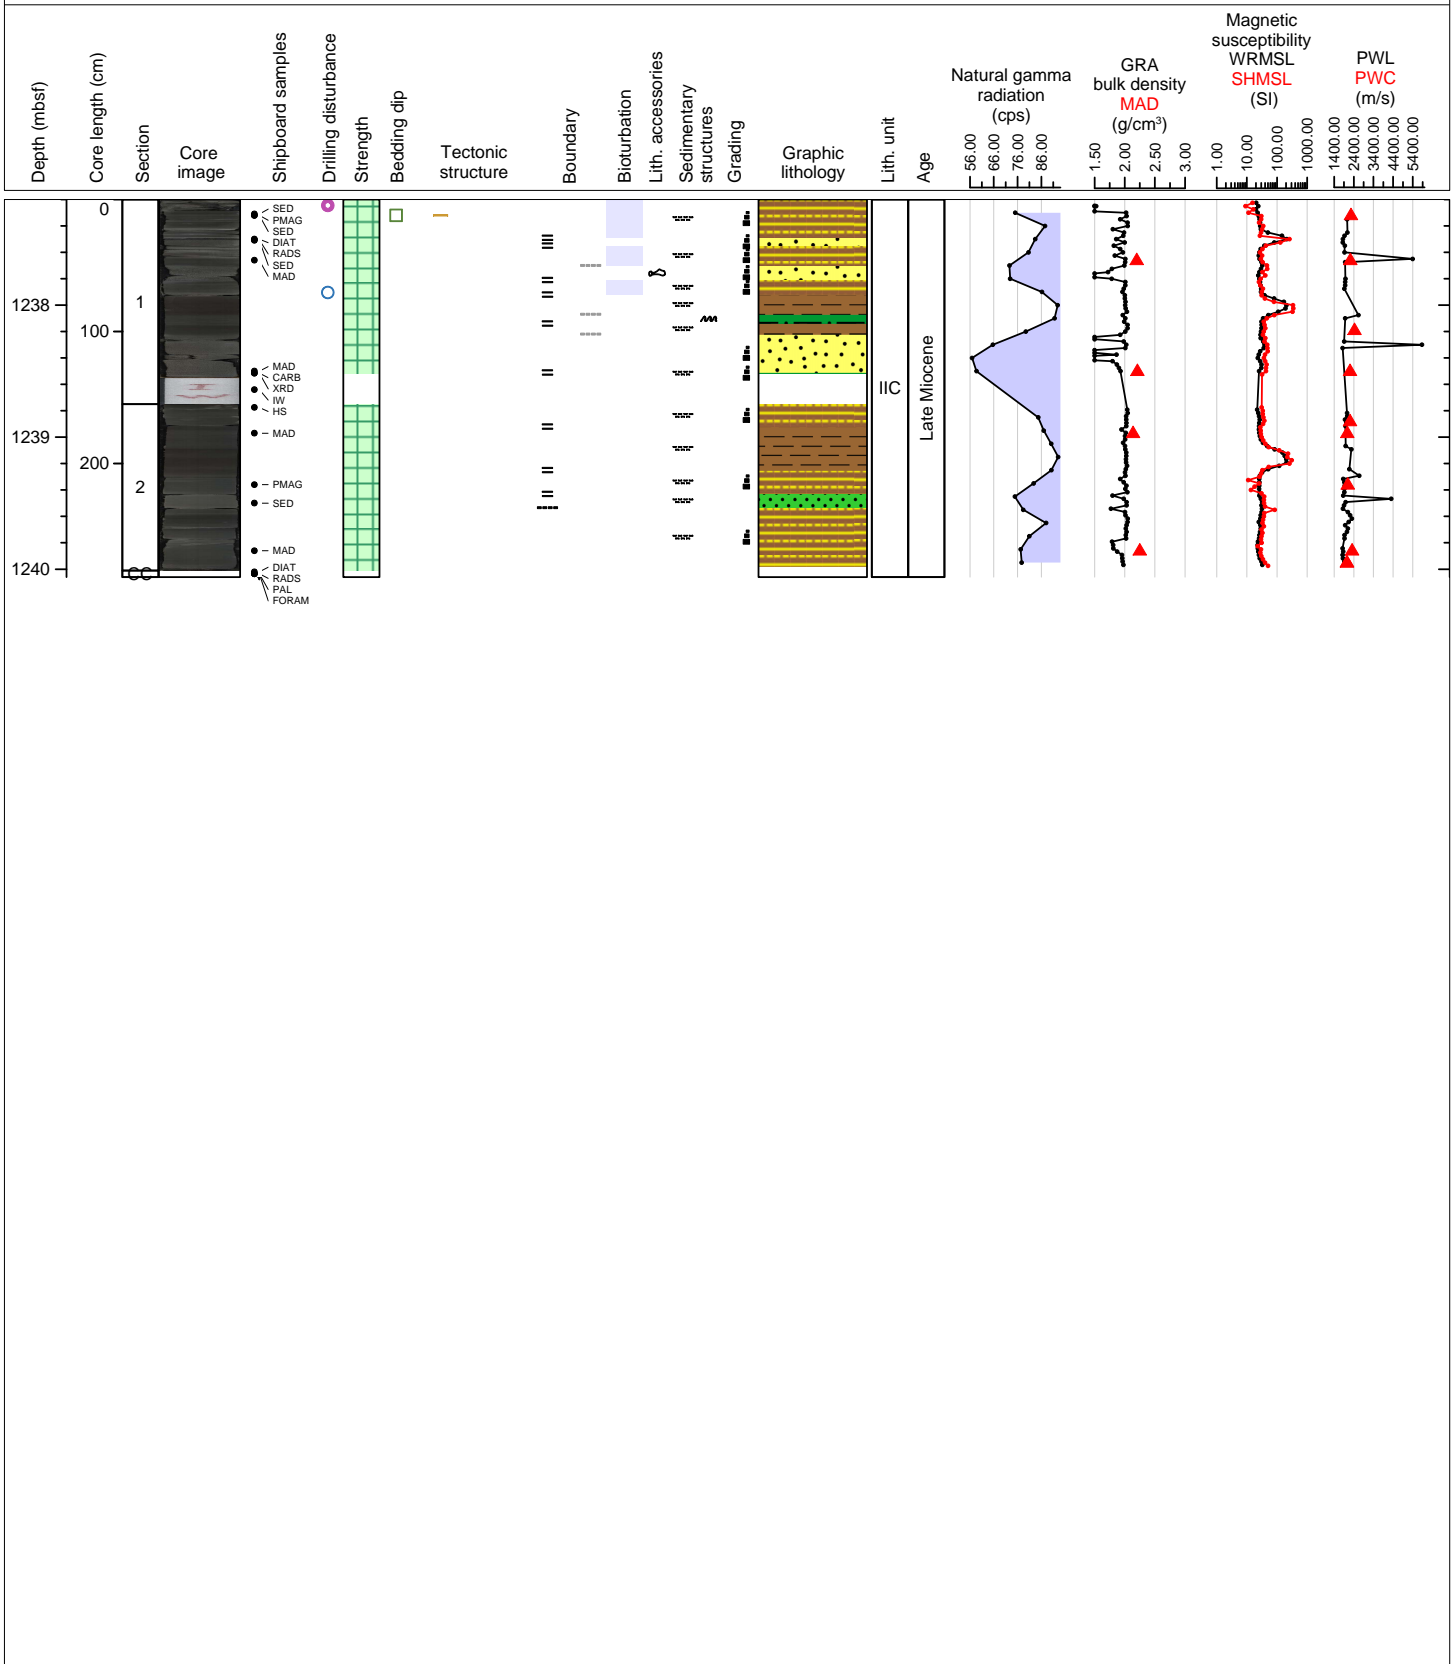 Depth (mbsf)
Core length (cm)
Section
Core
image
Shipboard samples
Drilling disturbance
Strength
Bedding dip
Tectonic
structure
Boundary
Bioturbation
Lith. accessories
Sedimentary
structures
Grading
Graphic
lithology
Lith. unit
Age
Natural gamma
radiation
(cps)
56.00
66.00
76.00
86.00
GRA
bulk density
MAD
(g/cm³)
1.50
2.00
2.50
3.00
Magnetic
susceptibility
WRMSL
SHMSL
(SI)
1.00
10.00
100.00
1000.00
PWL
PWC
(m/s)
1400.00
2400.00
3400.00
4400.00
5400.00
1238
1239
1240
0
100
200
1
2
CC
SED
PMAG
SED
DIAT
RADS
SED
MAD
MAD
CARB
XRD
IW
HS
MAD
PMAG
SED
MAD
DIAT
RADS
PAL
FORAM
IIC
Late Miocene